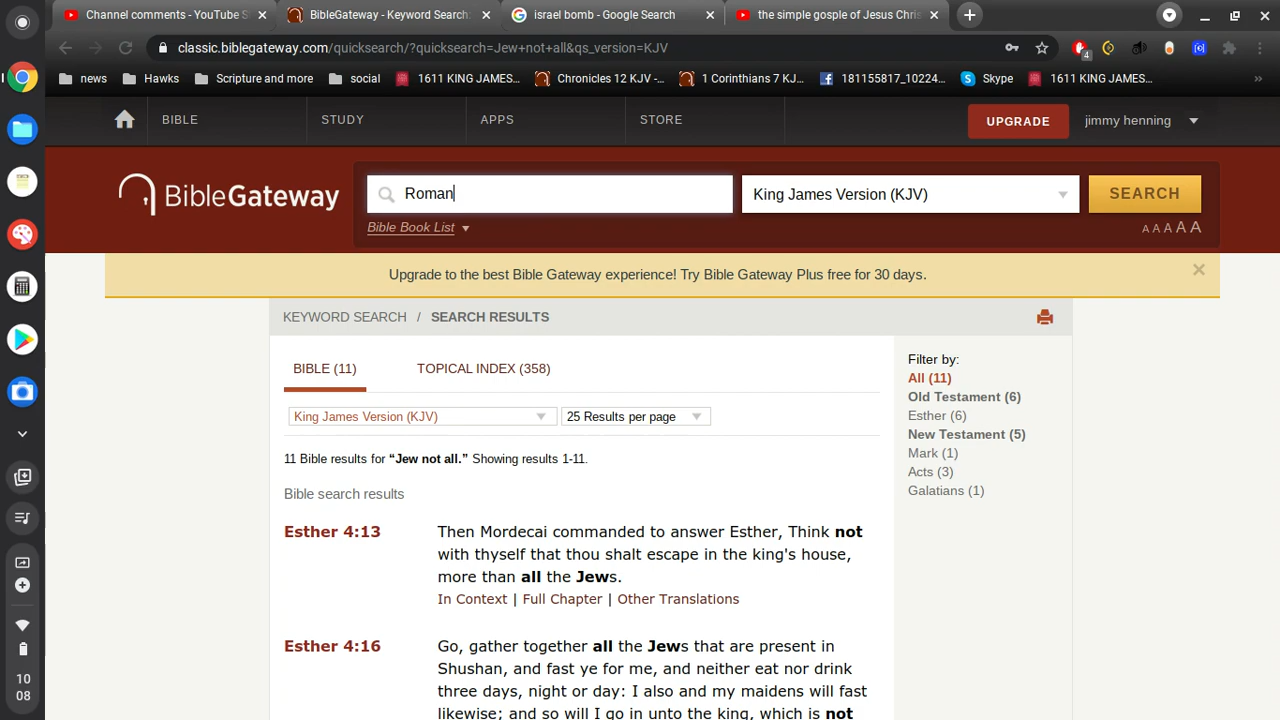 Channel comments - YouTube S
BibleGateway - Keyword Search:
israel bomb - Google Search
the simple gosple of Jesus Chris
classic.biblegateway.com/quicksearch/?quicksearch=Jew+not+all&qs_version=KJV
4
news
Hawks
Scripture and more
social
1611 KING JAMES...
Chronicles 12 KJV -...
1 Corinthians 7 KJ...
181155817_10224...
Skype
1611 KING JAMES...
»
BIBLE
STUDY
APPS
STORE
UPGRADE
jimmy henning
BibleGateway
Roman
King James Version (KJV)
SEARCH
Bible Book List
A A A A A
Upgrade to the best Bible Gateway experience! Try Bible Gateway Plus free for 30 days.
KEYWORD SEARCH / SEARCH RESULTS
BIBLE (11)
TOPICAL INDEX (358)
King James Version (KJV)
25 Results per page
11 Bible results for “Jew not all.” Showing results 1-11.
Bible search results
Esther 4:13
Then Mordecai commanded to answer Esther, Think not
with thyself that thou shalt escape in the king's house,
more than all the Jews.
In Context | Full Chapter | Other Translations
Esther 4:16
Go, gather together all the Jews that are present in
Shushan, and fast ye for me, and neither eat nor drink
three days, night or day: I also and my maidens will fast
likewise; and so will I go in unto the king, which is not
Filter by:
All (11)
Old Testament (6)
Esther (6)
New Testament (5)
Mark (1)
Acts (3)
Galatians (1)
10
08